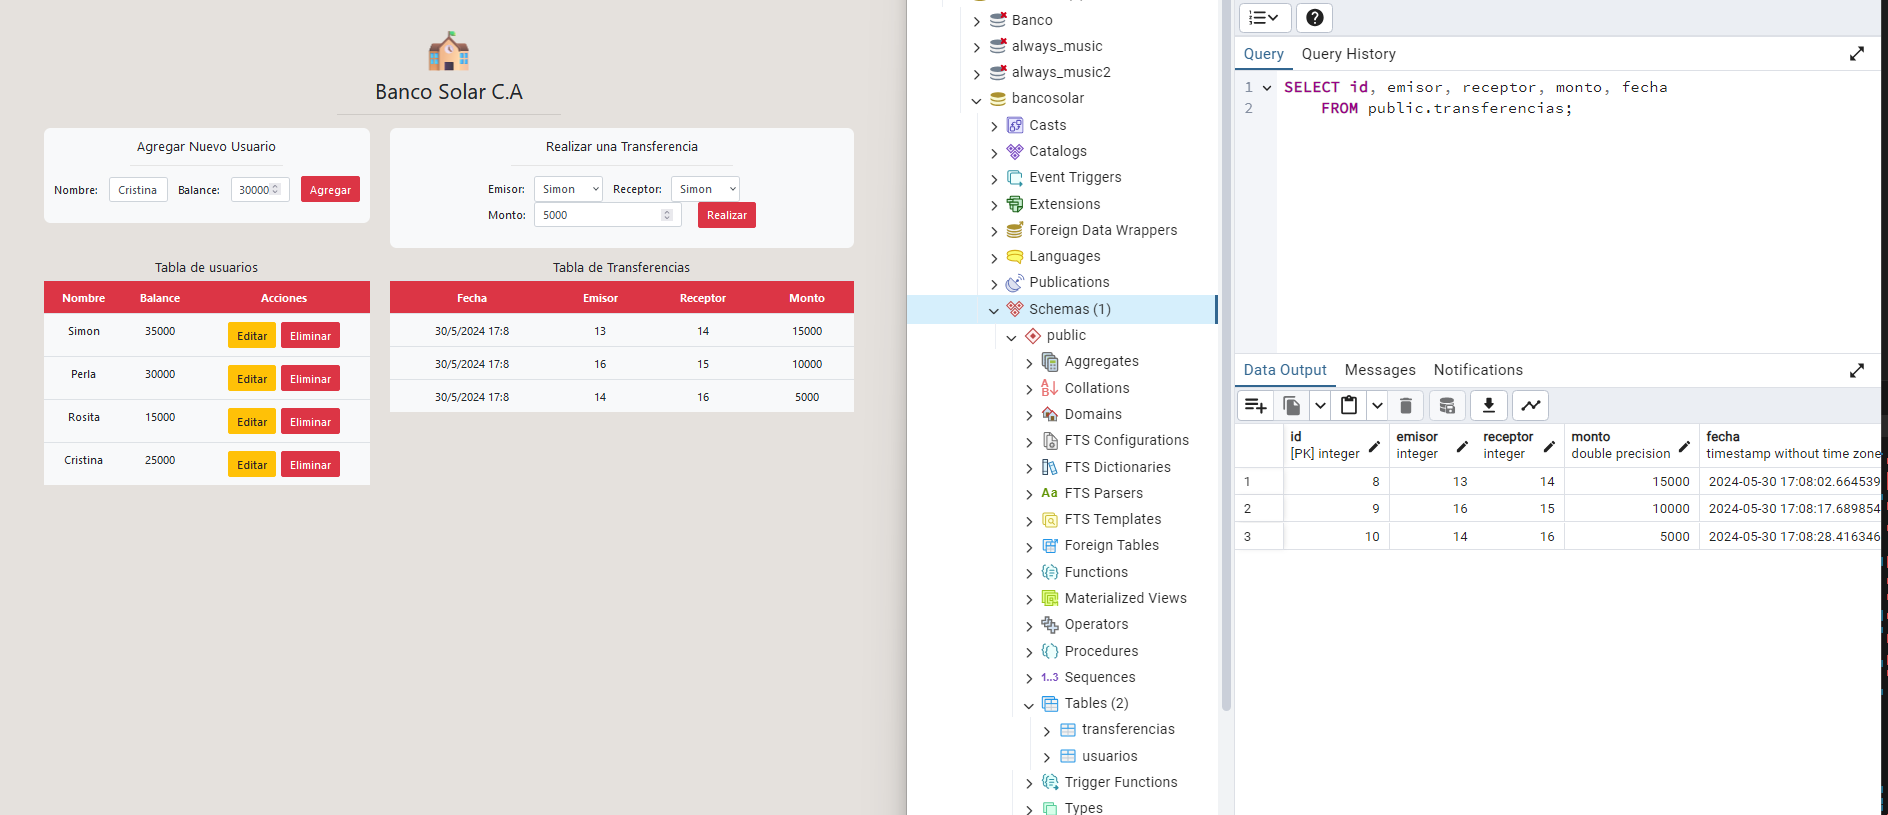 Banco Solar C.A
Agregar Nuevo Usuario
Nombre: Cristina Balance: 30000 Agregar
Realizar una Transferencia
Emisor: Simon Receptor: Simon
Monto: 5000 Realizar
Tabla de usuarios
Nombre Balance Acciones
Simon 35000 Editar Eliminar
Perla 30000 Editar Eliminar
Rosita 15000 Editar Eliminar
Cristina 25000 Editar Eliminar
Tabla de Transferencias
Fecha Emisor Receptor Monto
30/5/2024 17:8 13 14 15000
30/5/2024 17:8 16 15 10000
30/5/2024 17:8 14 16 5000
Banco
always_music
always_music2
bancosolar
Casts
Catalogs
Event Triggers
Extensions
Foreign Data Wrappers
Languages
Publications
Schemas (1)
public
Aggregates
Collations
Domains
FTS Configurations
FTS Dictionaries
Aa FTS Parsers
FTS Templates
Foreign Tables
Functions
Materialized Views
Operators
Procedures
1..3 Sequences
Tables (2)
transferencias
usuarios
Trigger Functions
Types
Query Query History
1 SELECT id, emisor, receptor, monto, fecha
2 FROM public.transferencias;
Data Output Messages Notifications
id emisor receptor monto fecha
[PK] integer integer integer double precision timestamp without time zone
1 8 13 14 15000 2024-05-30 17:08:02.664539
2 9 16 15 10000 2024-05-30 17:08:17.689854
3 10 14 16 5000 2024-05-30 17:08:28.416346